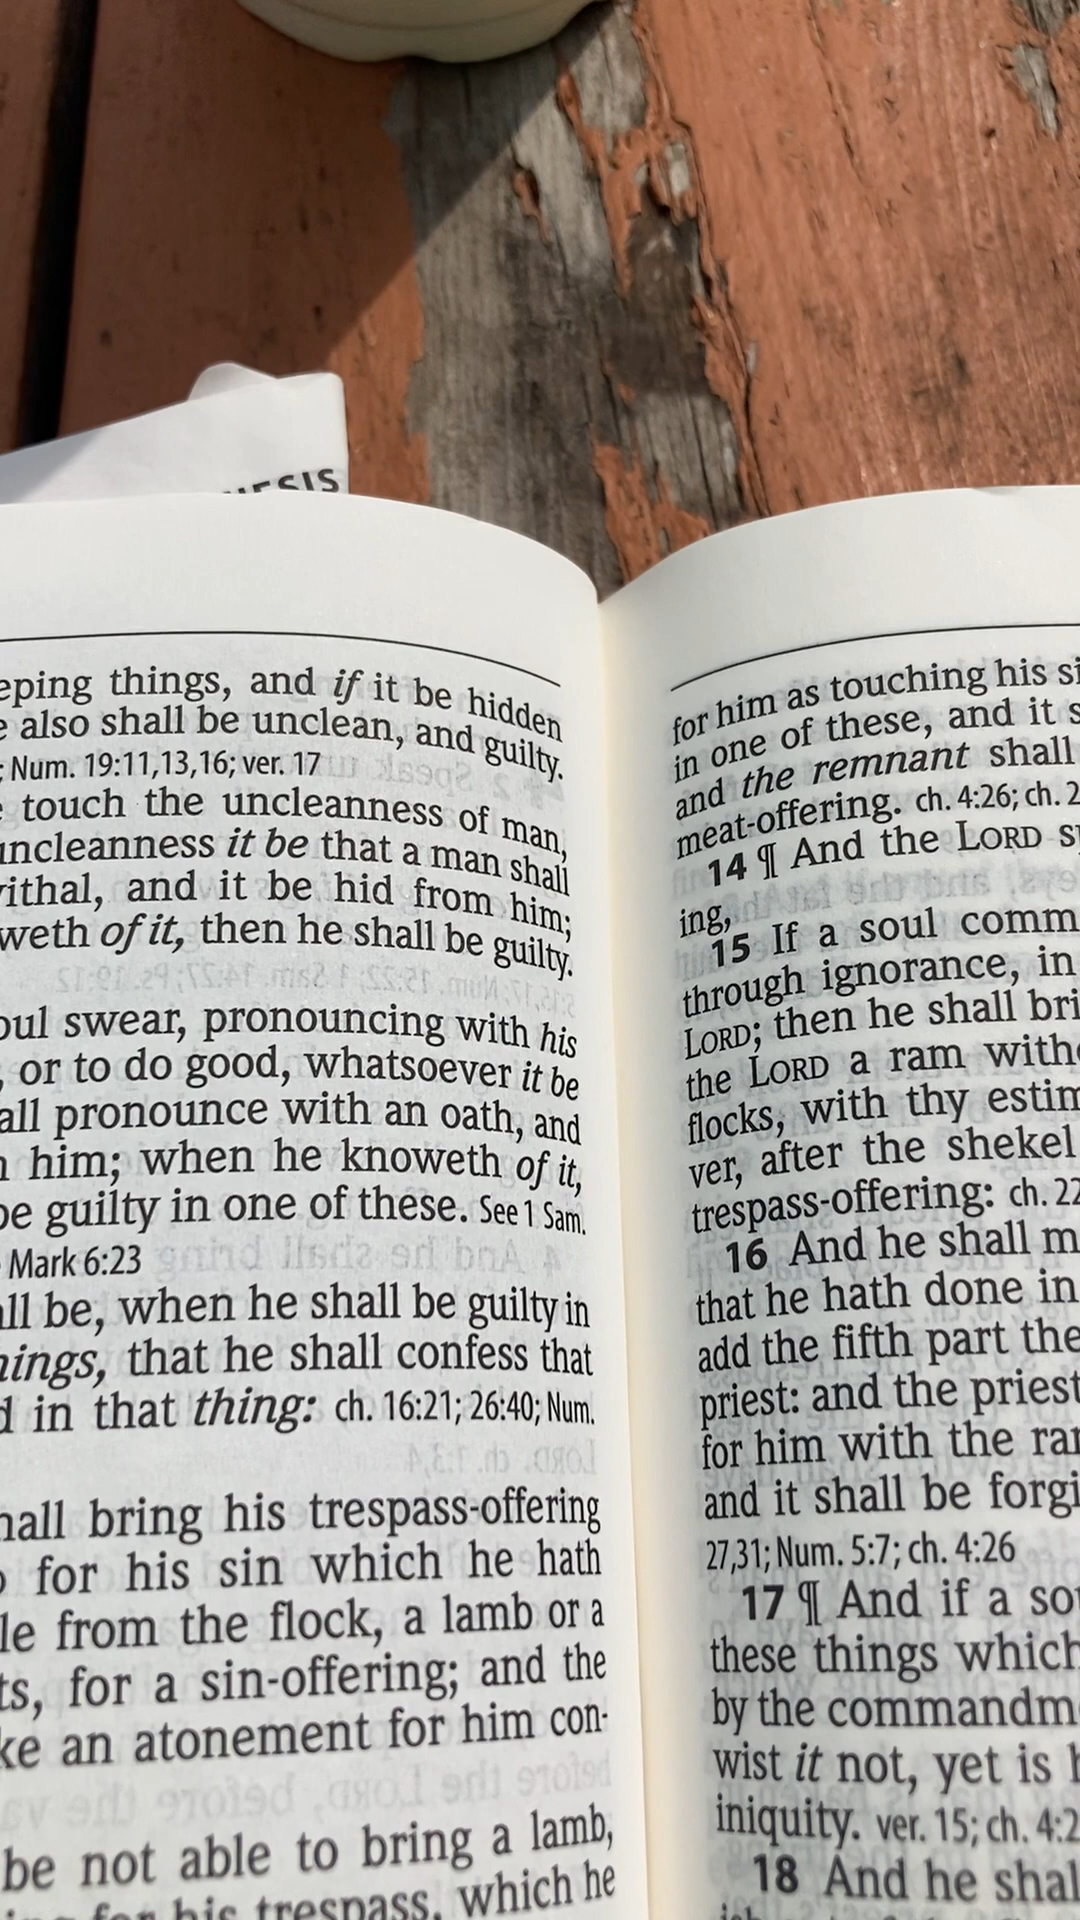 ESIS
eping things, and if it be hidden
also shall be unclean, and guilty.
; Num. 19:11,13,16; ver. 17
touch the uncleanness of man,
uncleanness it be that a man shall
ithal, and it be hid from him;
weth of it, then he shall be guilty.
oul swear, pronouncing with his
, or to do good, whatsoever it be
all pronounce with an oath, and
him; when he knoweth of it,
be guilty in one of these. See 1 Sam.
Mark 6:23
all be, when he shall be guilty in
hings, that he shall confess that
d in that thing: ch. 16:21; 26:40; Num.
hall bring his trespass-offering
for his sin which he hath
le from the flock, a lamb or a
ts, for a sin-offering; and the
ke an atonement for him con-
be not able to bring a lamb,
for his trespass, which he
for him as touching his si
in one of these, and it s
and the remnant shall
meat-offering. ch. 4:26; ch. 2
14 ¶ And the LORD sp
ing,
15 If a soul comm
through ignorance, in
LORD; then he shall bri
the LORD a ram witho
flocks, with thy estim
ver, after the shekel
trespass-offering: ch. 22
16 And he shall m
that he hath done in
add the fifth part the
priest: and the priest
for him with the ram
and it shall be forgi
27,31; Num. 5:7; ch. 4:26
17 ¶ And if a sou
these things which
by the commandme
wist it not, yet is h
iniquity. ver. 15; ch. 4:2
18 And he shal